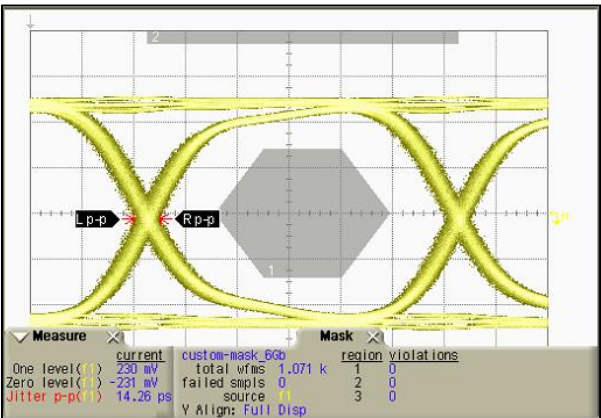 2
L p-p
R p-p
1
Measure
Mask
current
One level(f1) 230 mV
Zero level(f1) -231 mV
Jitter p-p(f1) 14.26 ps
custom-mask_6Gb
total wfms 1.071 k
failed smpls 0
source f1
Y Align: Full Disp
region violations
1 0
2 0
3 0